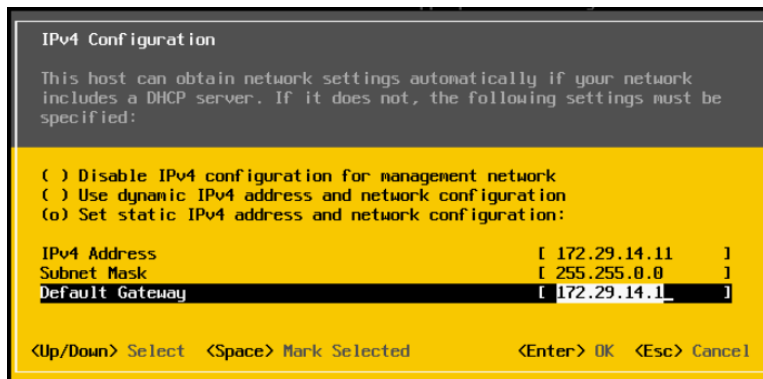 IPv4 Configuration
This host can obtain network settings automatically if your network
includes a DHCP server. If it does not, the following settings must be
specified:
( ) Disable IPv4 configuration for management network
( ) Use dynamic IPv4 address and network configuration
(o) Set static IPv4 address and network configuration:
IPv4 Address [ 172.29.14.11 ]
Subnet Mask [ 255.255.0.0 ]
Default Gateway [ 172.29.14.1_ ]
<Up/Down> Select <Space> Mark Selected <Enter> OK <Esc> Cancel